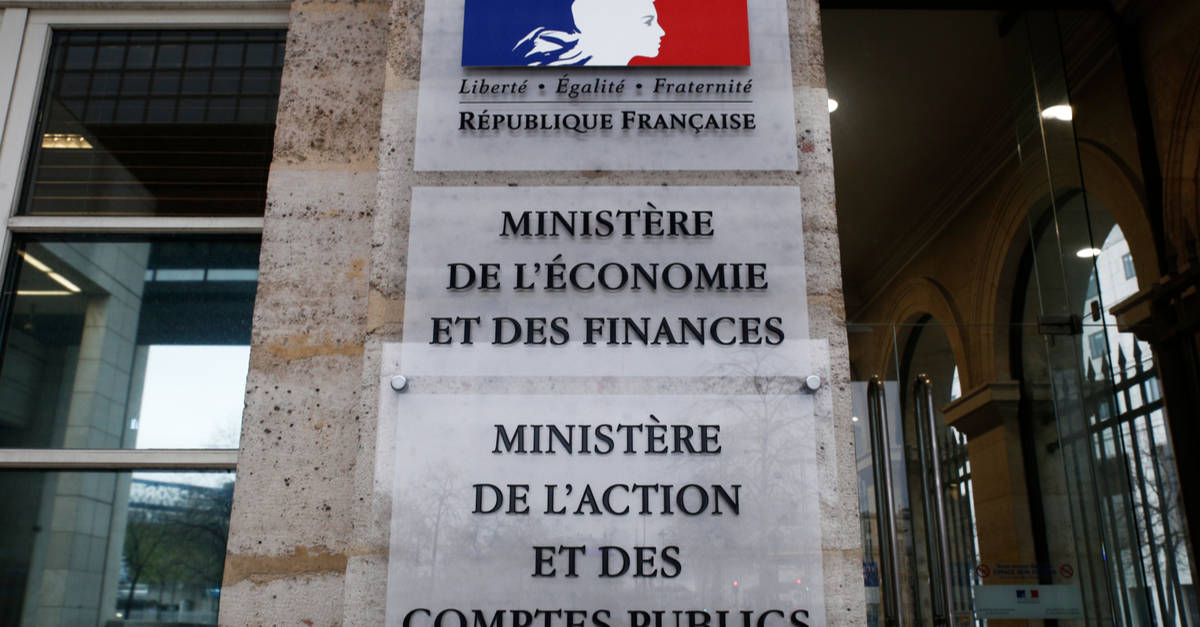 Liberté • Égalité • Fraternité
RÉPUBLIQUE FRANÇAISE
MINISTÈRE
DE L'ÉCONOMIE
ET DES FINANCES
MINISTÈRE
DE L'ACTION
ET DES
COMPTES PUBLICS